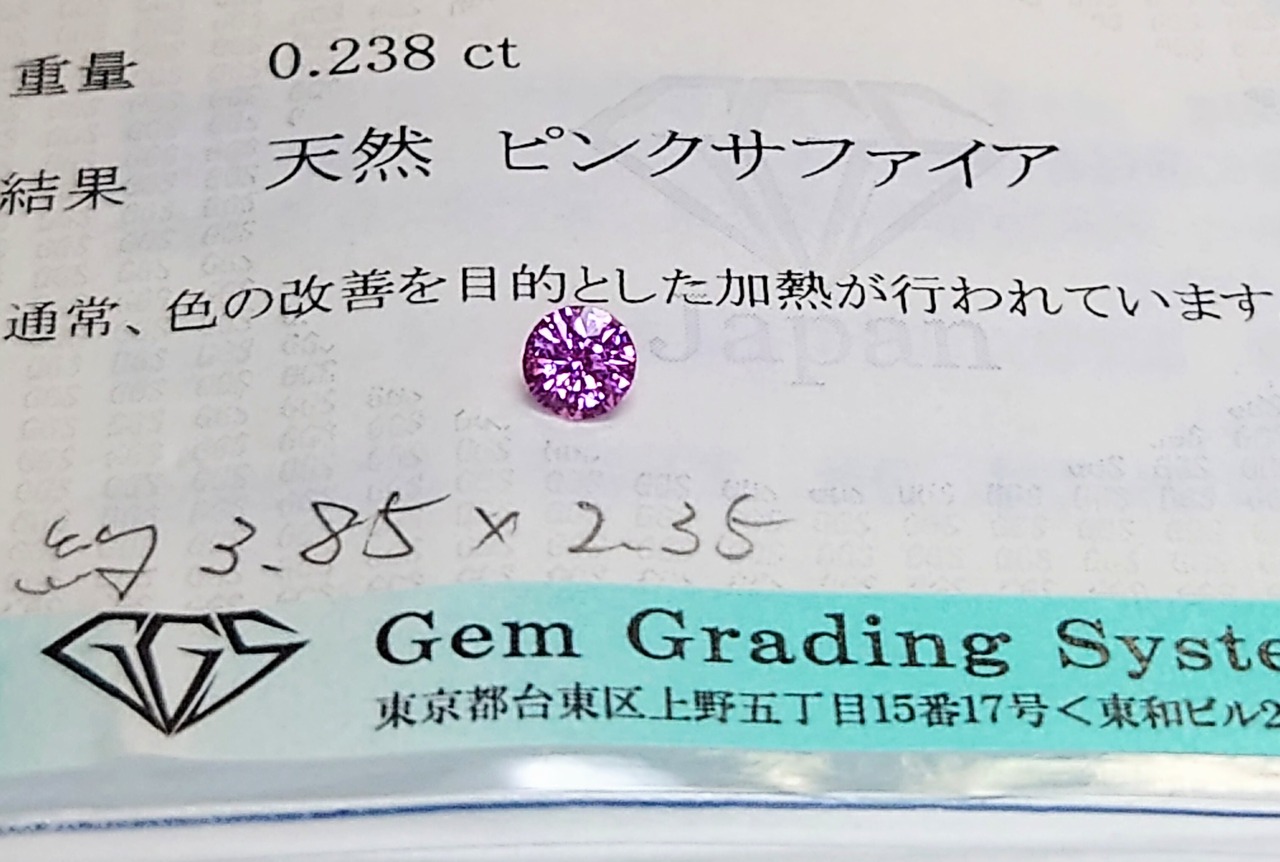 重量 0.238 ct
結果 天然 ピンクサファイア
通常、色の改善を目的とした加熱が行われています
Japan
約 3.85 × 2.35
GGS Gem Grading Syste
東京都台東区上野五丁目15番17号<東和ビル2